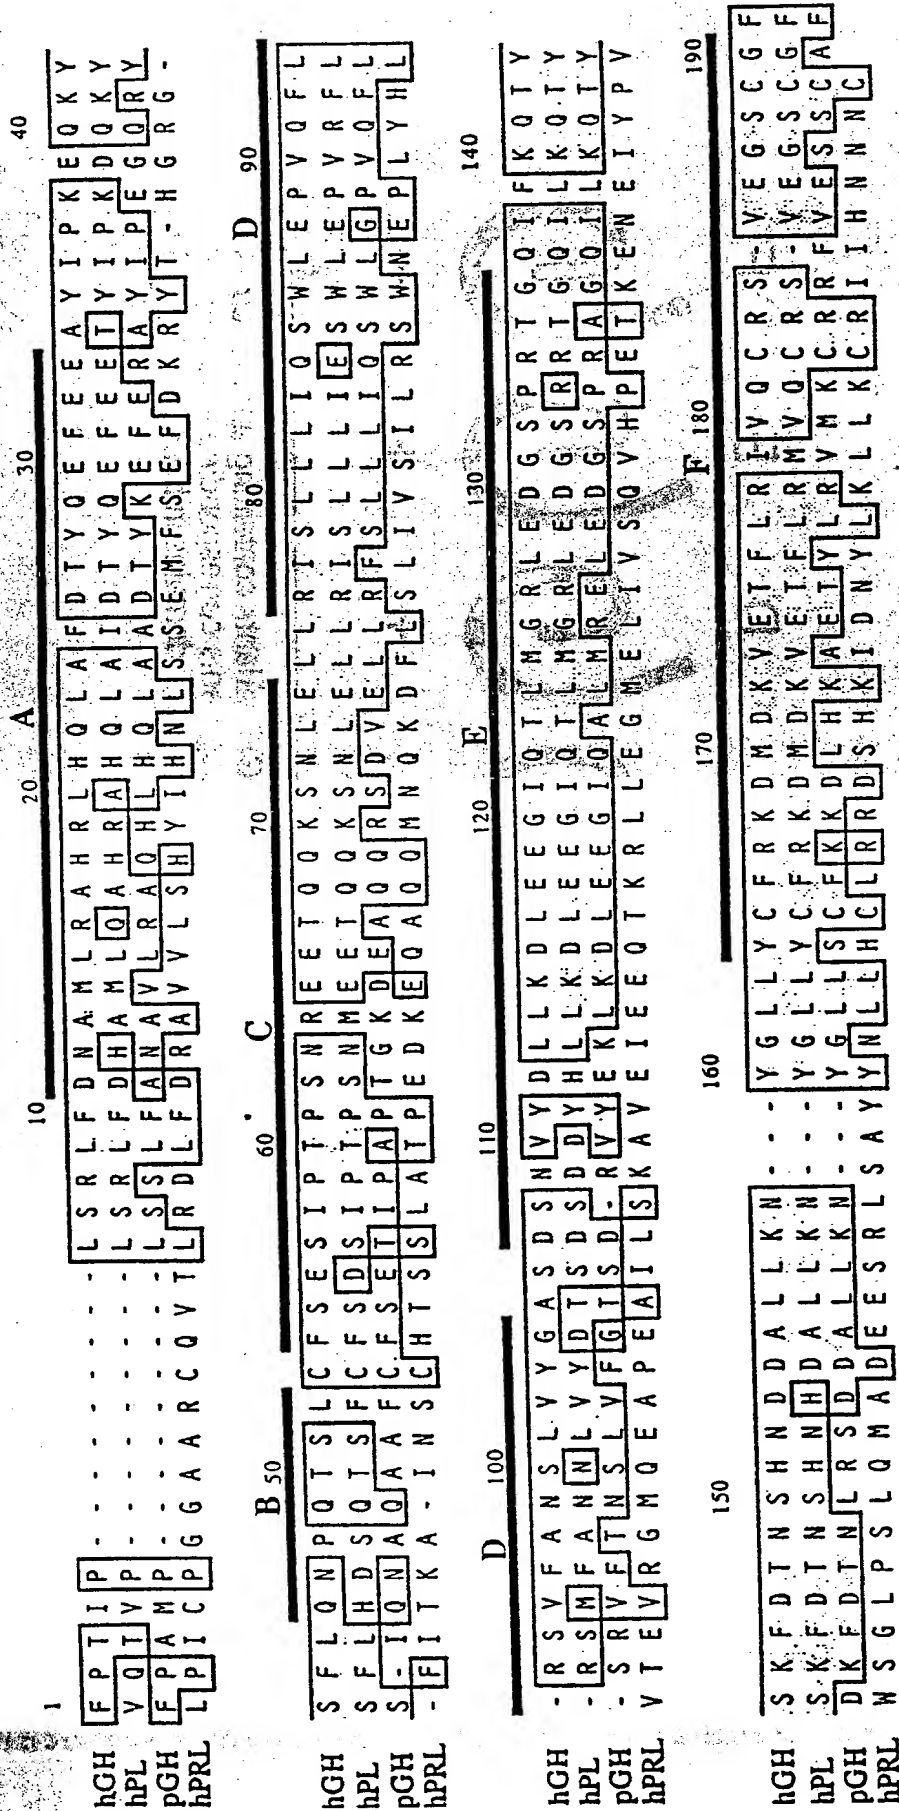 1 10 20 30 40
A
hGH F P T I P - - - - - - - - - L S R L F D N A M L R A H R L H Q L A F D T Y Q E F E E A Y I P K E Q K Y
hPL V Q T V P - - - - - - - - - L S R L F D H A M L Q A H R A H Q L A I D T Y Q E F E E T Y I P K D Q K Y
pGH F P A M P - - - - - - - - - L S S L F A N A V L R A Q H L H Q L A A D T Y K E F E R A Y I P E G Q R Y
hPRL L P I C P G G A A R C Q V T L R D L F D R A V V L S H Y I H N L S S E M F S E F D K R Y T - H G R G -
B C D
50 60 70 80 90
hGH S F L Q N P Q T S L C F S E S I P T P S N R E E T Q Q K S N L E L L R T S L L L I Q S W L E P V Q F L
hPL S F L H D S Q T S F C F S D S I P T P S N M E E T Q Q K S N L E L L R I S L L L I E S W L E P V R F L
pGH S - I Q N A Q A A F C F S E T I P A P T G K D E A Q Q R S D V E L L R F S L L L I Q S W L G P V Q F L
hPRL - F I T K A - I N S C H T S S L A T P E D K E Q A Q Q M N Q K D F L S L I V S I L R S W N E P L Y H L
D E
100 110 120 130 140
hGH - R S V F A N S L V Y G A S D S N V Y D L L K D L E E G I Q T L M G R L E D G S P R T G Q I F K Q T Y
hPL - R S M F A N N L V Y D T S D S D D Y H L L K D L E E G I Q T L M G R L E D G S R R T G Q I L K Q T Y
pGH - S R V F T N S L V F G T S D - R V Y E K L K D L E E G I Q A L M R E L E D G S P R A G Q I L K Q T Y
hPRL V T E V R G M Q E A P E A I L S K A V E I E E Q T K R L L E G M E L I V S Q V H P E T K E N E I Y P V
F
150 160 170 180 190
hGH S K F D T N S H N D D A L L K N - - - Y G L L Y C F R K D M D K V E T F L R I V Q C R S - V E G S C G F
hPL S K F D T N S H N H D A L L K N - - - Y G L L Y C F R K D M D K V E T F L R M V Q C R S - V E G S C G F
pGH D K F D T N L R S D D A L L K N - - - Y G L L S C F K K D L H K A E T Y L R V M K C R R F V E S S C A F
hPRL W S G L P S L Q M A D E E S R L S A Y Y N L L H C L R R D S H K I D N Y L K L L K C R I I H N N N C